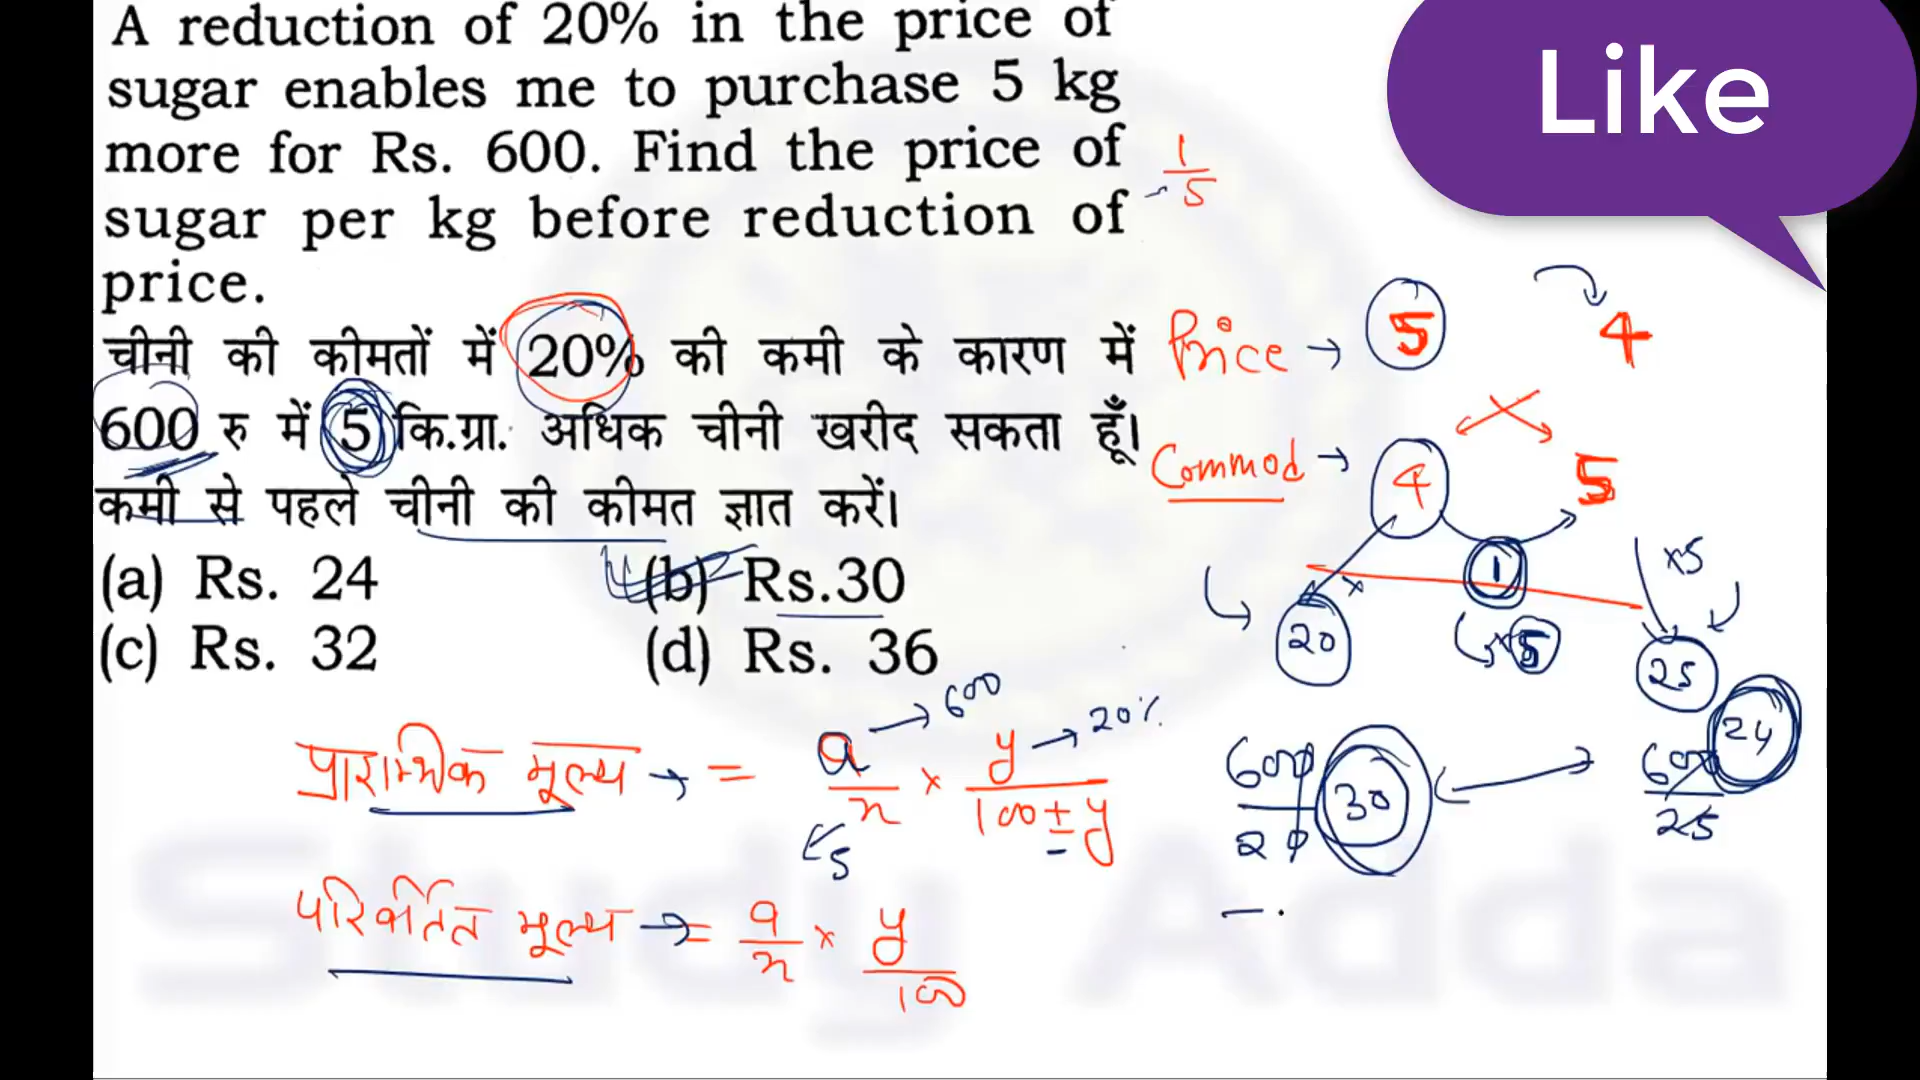 A reduction of 20% in the price of
sugar enables me to purchase 5 kg
more for Rs. 600. Find the price of
sugar per kg before reduction of
price.
चीनी की कीमतों में 20% की कमी के कारण में
600 रु में 5 कि.ग्रा. अधिक चीनी खरीद सकता हूँ।
कमी से पहले चीनी की कीमत ज्ञात करें।
(a) Rs. 24 (b) Rs.30
(c) Rs. 32 (d) Rs. 36
Like
1/5
Price → 5 4
Commod → 4 5
1
×5
20 ×5 25
600/20 30 600/25 24
प्रारम्भिक मूल्य → = a/x × y/100±y
→ 600
→ 20%
5
परिवर्तित मूल्य → = a/x × y/100
Study Adda